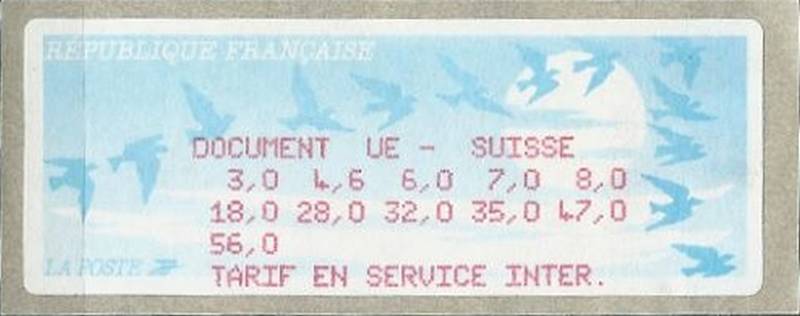 RÉPUBLIQUE FRANÇAISE
DOCUMENT UE - SUISSE
3,0 4,6 6,0 7,0 8,0
18,0 28,0 32,0 35,0 47,0
56,0
LA POSTE
TARIF EN SERVICE INTER.